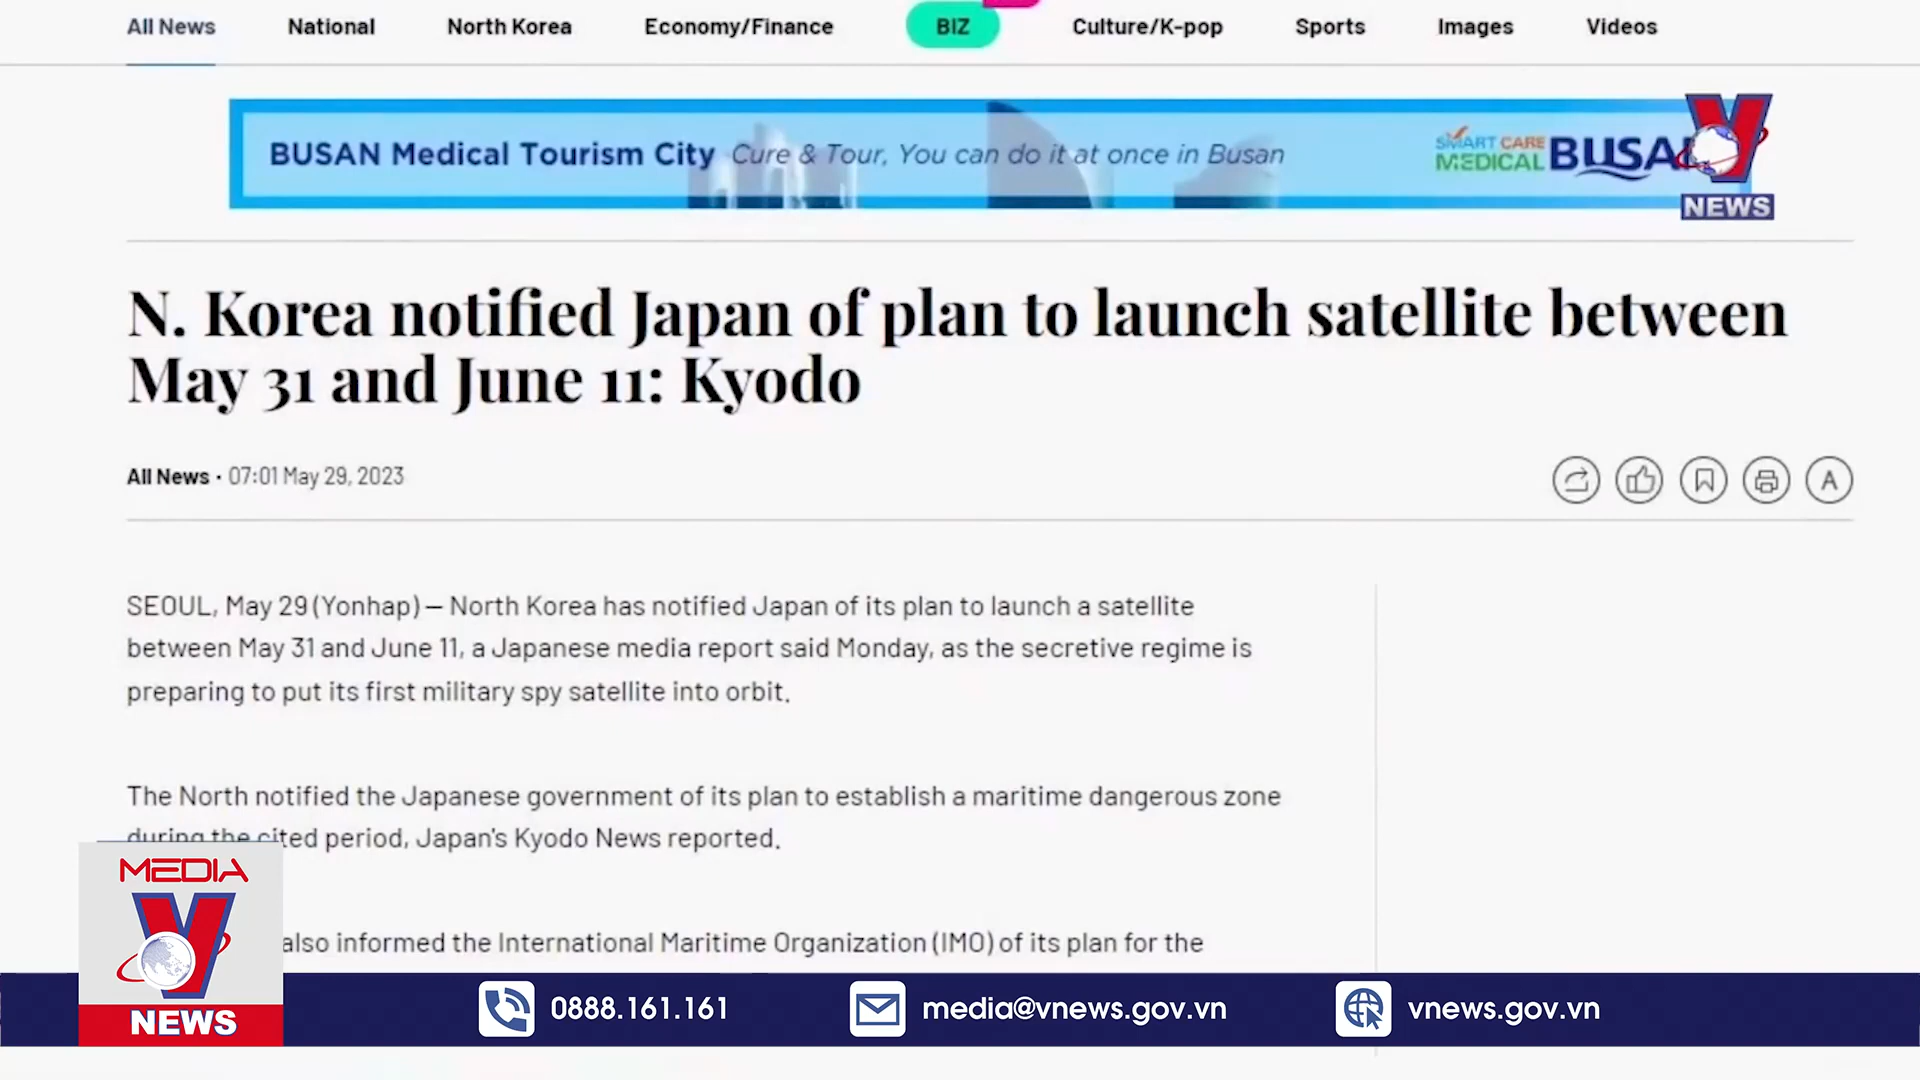 All News National North Korea Economy/Finance BIZ Culture/K-pop Sports Images Videos
BUSAN Medical Tourism City Cure & Tour, You can do it at once in Busan
SMART CARE
MEDICAL BUSA
NEWS
N. Korea notified Japan of plan to launch satellite between
May 31 and June 11: Kyodo
All News · 07:01 May 29, 2023
A
SEOUL, May 29 (Yonhap) — North Korea has notified Japan of its plan to launch a satellite
between May 31 and June 11, a Japanese media report said Monday, as the secretive regime is
preparing to put its first military spy satellite into orbit.
The North notified the Japanese government of its plan to establish a maritime dangerous zone
during the cited period, Japan's Kyodo News reported.
also informed the International Maritime Organization (IMO) of its plan for the
MEDIA
V
NEWS
0888.161.161 media@vnews.gov.vn vnews.gov.vn